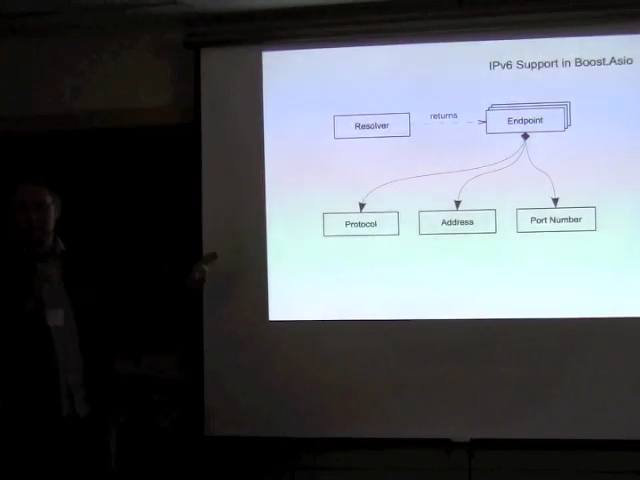 IPv6 Support in Boost.Asio
Resolver
returns
Endpoint
Protocol
Address
Port Number